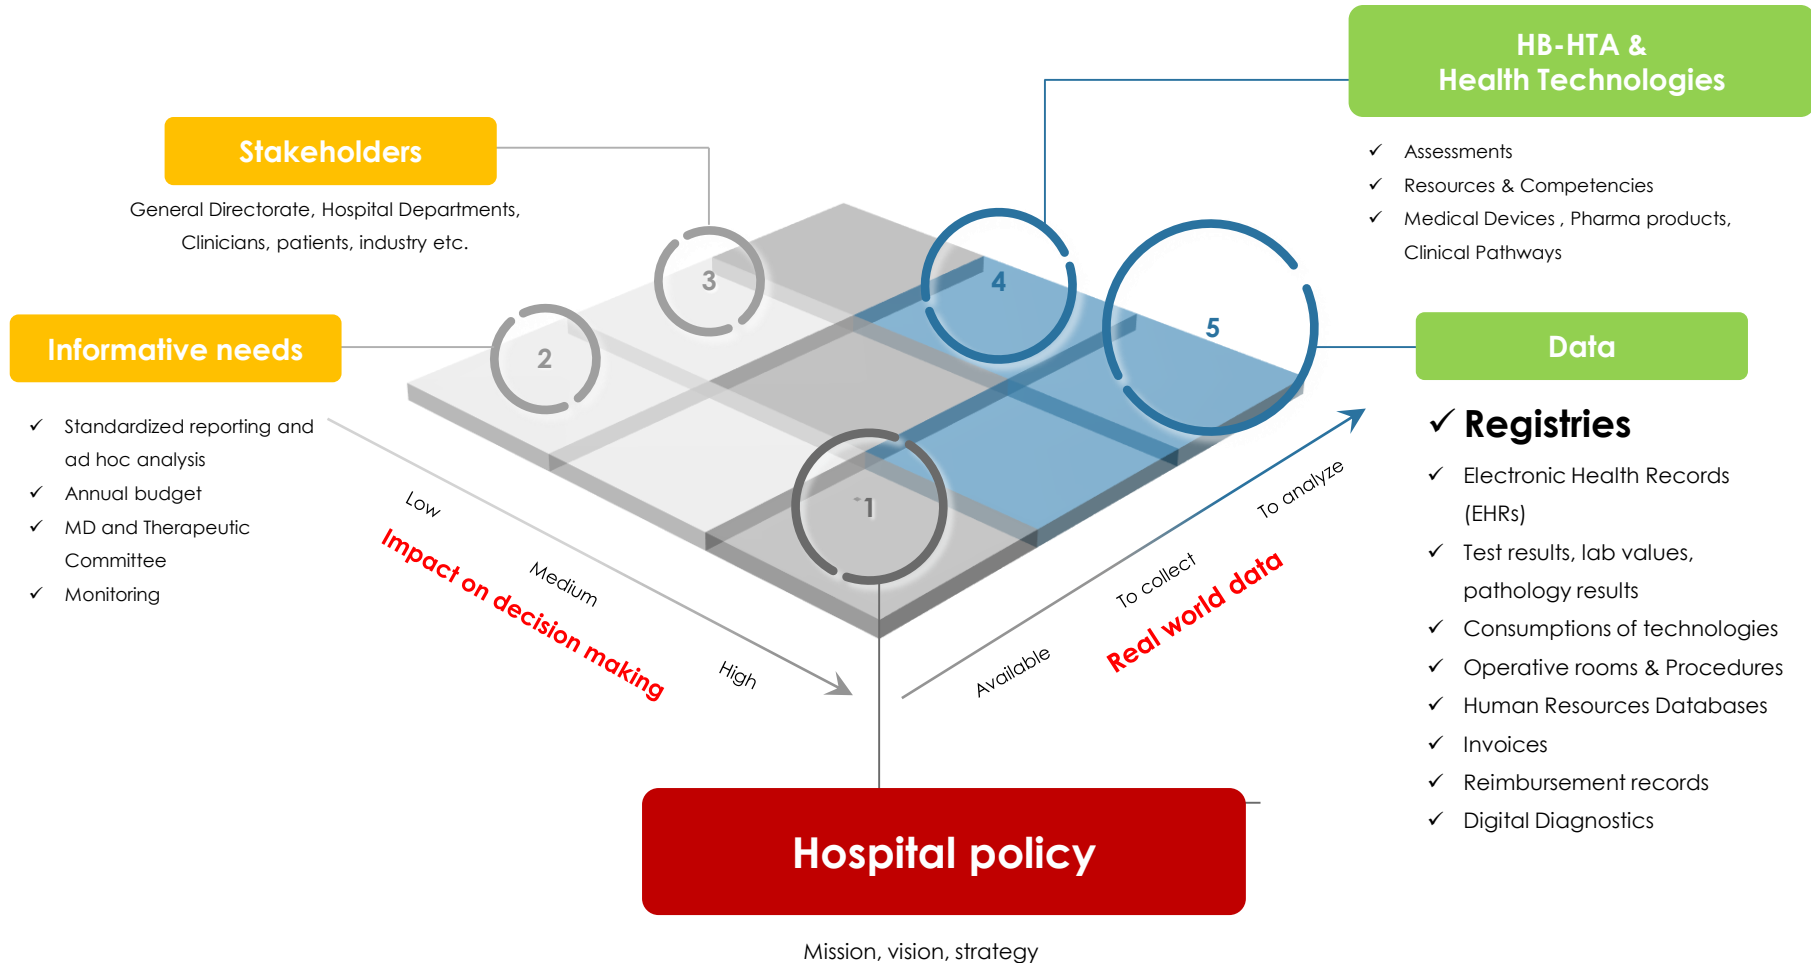 HB-HTA &
Health Technologies
✓ Assessments
✓ Resources & Competencies
✓ Medical Devices , Pharma products,
Clinical Pathways
Stakeholders
General Directorate, Hospital Departments,
Clinicians, patients, industry etc.
3
4
5
2
1
Informative needs
✓ Standardized reporting and
ad hoc analysis
✓ Annual budget
✓ MD and Therapeutic
Committee
✓ Monitoring
Low
Medium
High
Impact on decision making
Available
To collect
To analyze
Real world data
Data
✓ Registries
✓ Electronic Health Records
(EHRs)
✓ Test results, lab values,
pathology results
✓ Consumptions of technologies
✓ Operative rooms & Procedures
✓ Human Resources Databases
✓ Invoices
✓ Reimbursement records
✓ Digital Diagnostics
Hospital policy
Mission, vision, strategy